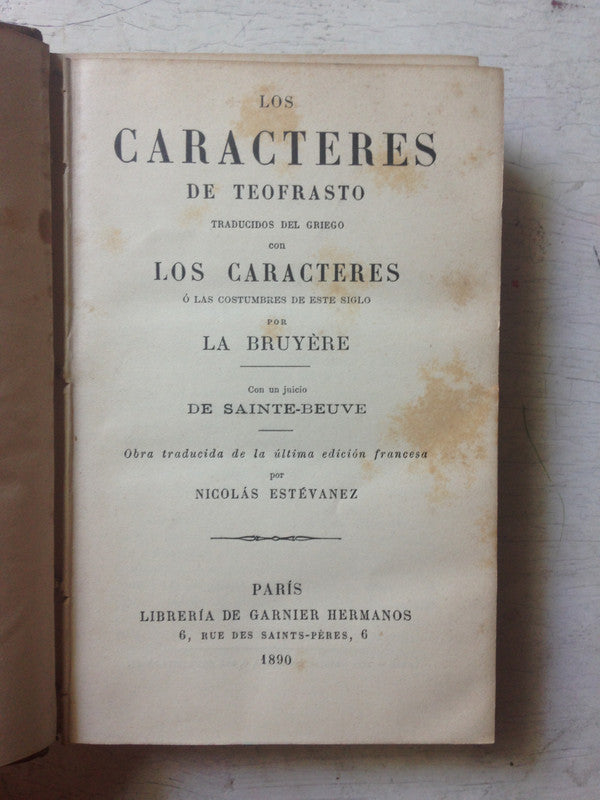 LOS
CARACTERES
DE TEOFRASTO
TRADUCIDOS DEL GRIEGO
con
LOS CARACTERES
Ó LAS COSTUMBRES DE ESTE SIGLO
POR
LA BRUYÈRE
Con un juicio
DE SAINTE-BEUVE
Obra traducida de la última edición francesa
por
NICOLÁS ESTÉVANEZ
PARÍS
LIBRERÍA DE GARNIER HERMANOS
6, RUE DES SAINTS-PÈRES, 6
1890